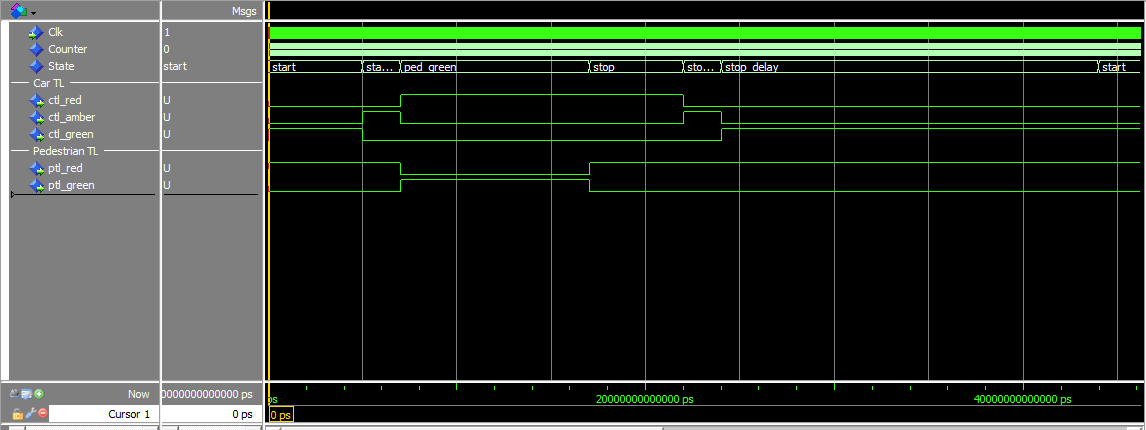 Msgs
Clk 1
Counter 0
State start start sta... ped_green stop sto... stop_delay start
Car TL
ctl_red U
ctl_amber U
ctl_green U
Pedestrian TL
ptl_red U
ptl_green U
Now 0000000000000 ps ps 20000000000000 ps 40000000000000 ps
Cursor 1 0 ps 0 ps